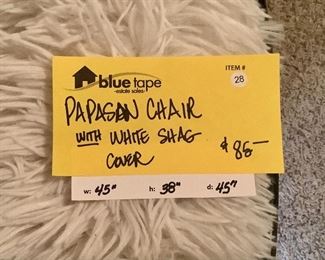 blue tape
-estate sales-
ITEM #
28
PAPASAN CHAIR
WITH WHITE SHAG
COVER
$85-
w: 45" h: 38" d: 45"